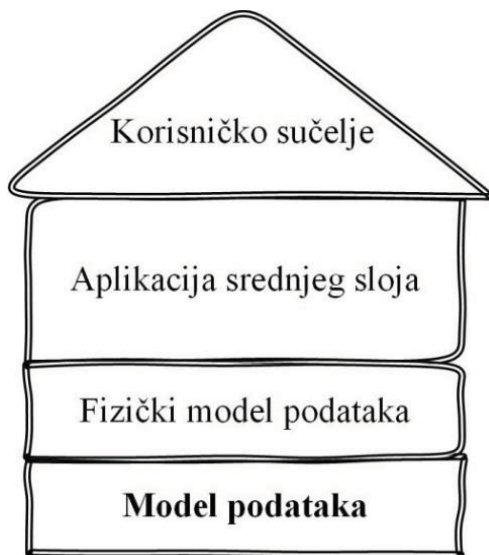 Korisničko sučelje
Aplikacija srednjeg sloja
Fizički model podataka
Model podataka